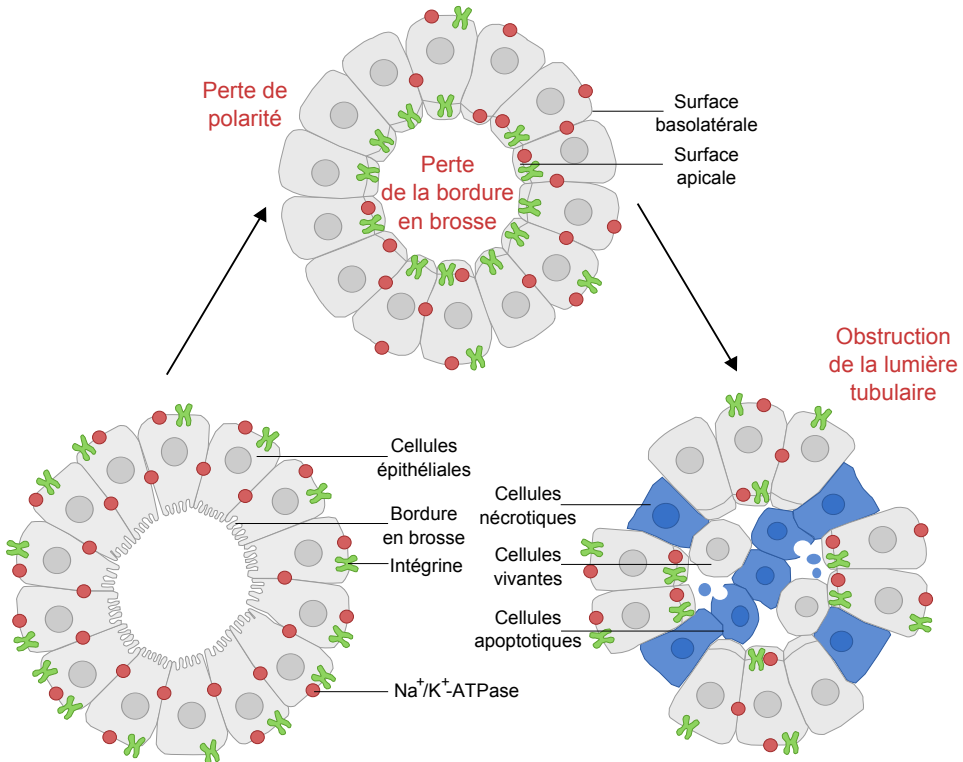 Perte de
polarité
Surface
basolatérale
Surface
apicale
Perte
de la bordure
en brosse
Obstruction
de la lumière
tubulaire
Cellules
épithéliales
Bordure
en brosse
Intégrine
Na⁺/K⁺-ATPase
Cellules
nécrotiques
Cellules
vivantes
Cellules
apoptotiques